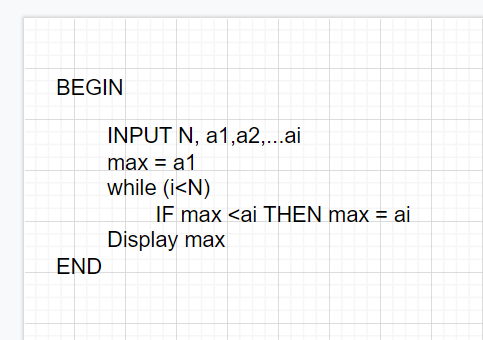 BEGIN
INPUT N, a1,a2,...ai
max = a1
while (i<N)
IF max <ai THEN max = ai
Display max
END